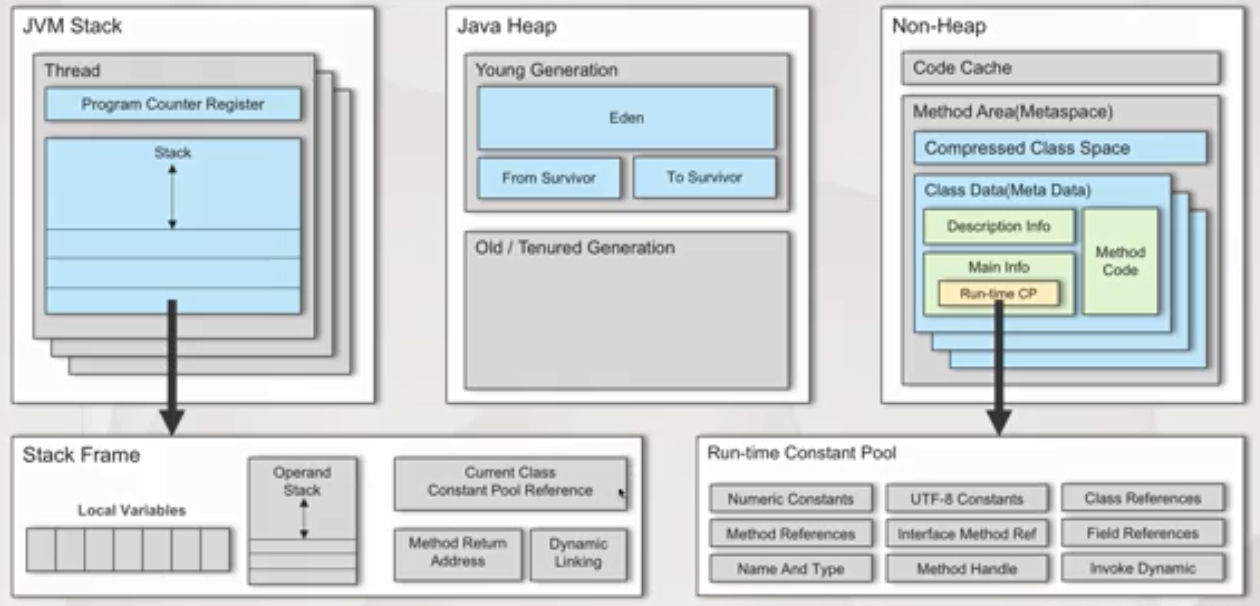 JVM Stack
Thread
Program Counter Register
Stack
Java Heap
Young Generation
Eden
From Survivor
To Survivor
Old / Tenured Generation
Non-Heap
Code Cache
Method Area(Metaspace)
Compressed Class Space
Class Data(Meta Data)
Description Info
Main Info
Run-time CP
Method
Code
Stack Frame
Local Variables
Operand
Stack
Current Class
Constant Pool Reference
Method Return
Address
Dynamic
Linking
Run-time Constant Pool
Numeric Constants
UTF-8 Constants
Class References
Method References
Interface Method Ref
Field References
Name And Type
Method Handle
Invoke Dynamic